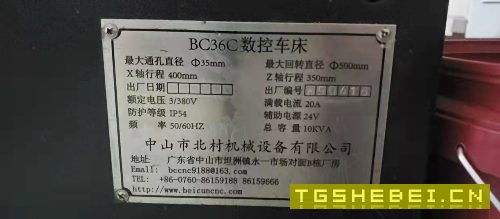 BC36C数控车床
最大通孔直径 Φ35mm 最大回转直径 Φ500mm
X轴行程 400mm Z轴行程 350mm
出厂日期 出厂编号
额定电压 3/380V 满载电流 20A
防护等级 IP54 辅助电源 24V
频 率 50/60HZ 总 容 量 10KVA
中山市北村机械设备有限公司
地址: 广东省中山市坦洲镇永一市场对面B栋厂房
Email: bccnc9188@163.com
TEL: +86-0760-86159188 86159666
http://www.beicuncnc.com
TGSHEBEI.CN